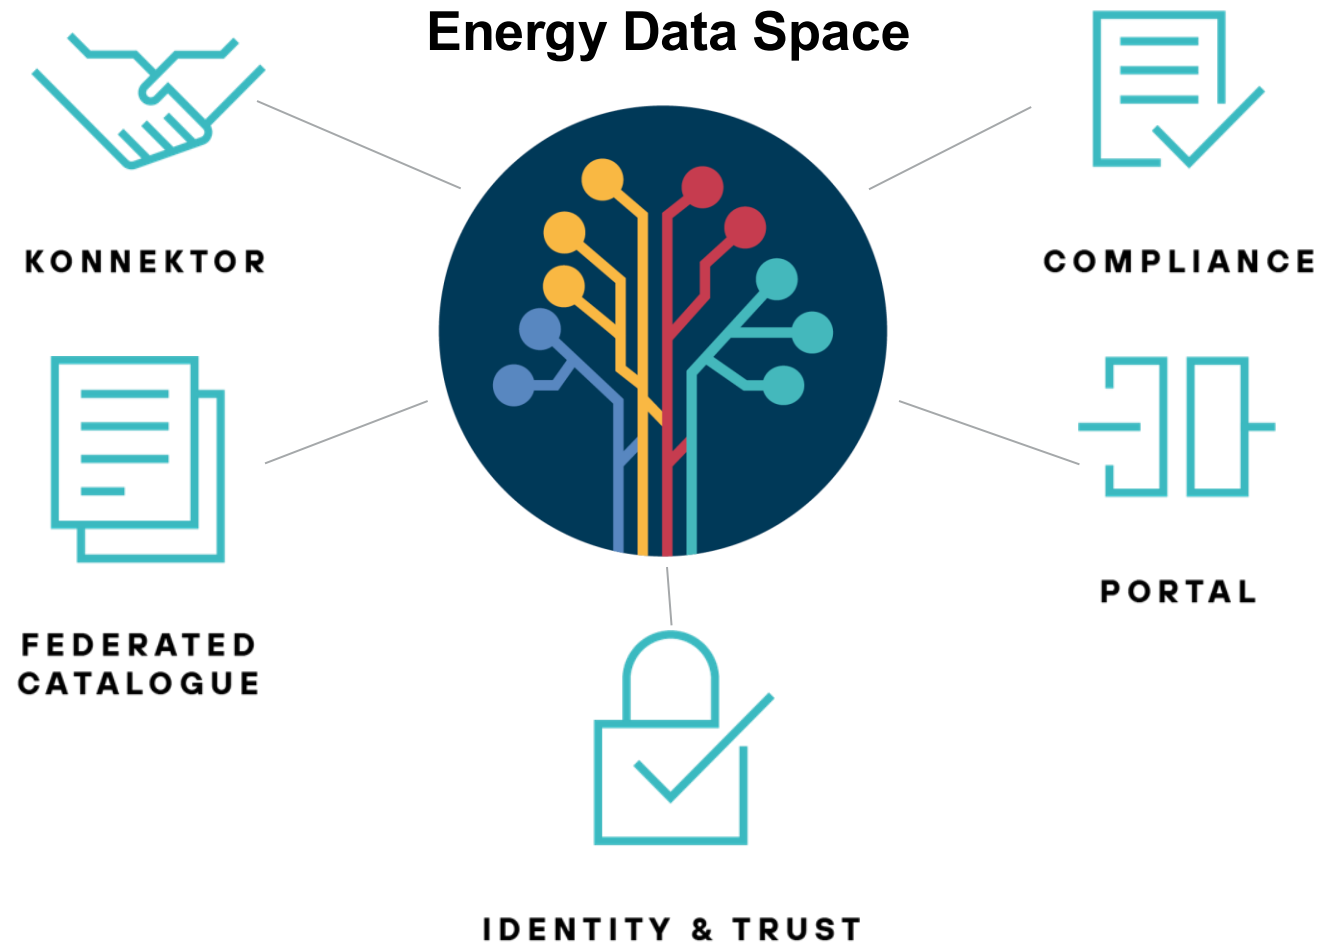 Energy Data Space
KONNEKTOR
COMPLIANCE
FEDERATED
CATALOGUE
PORTAL
IDENTITY & TRUST